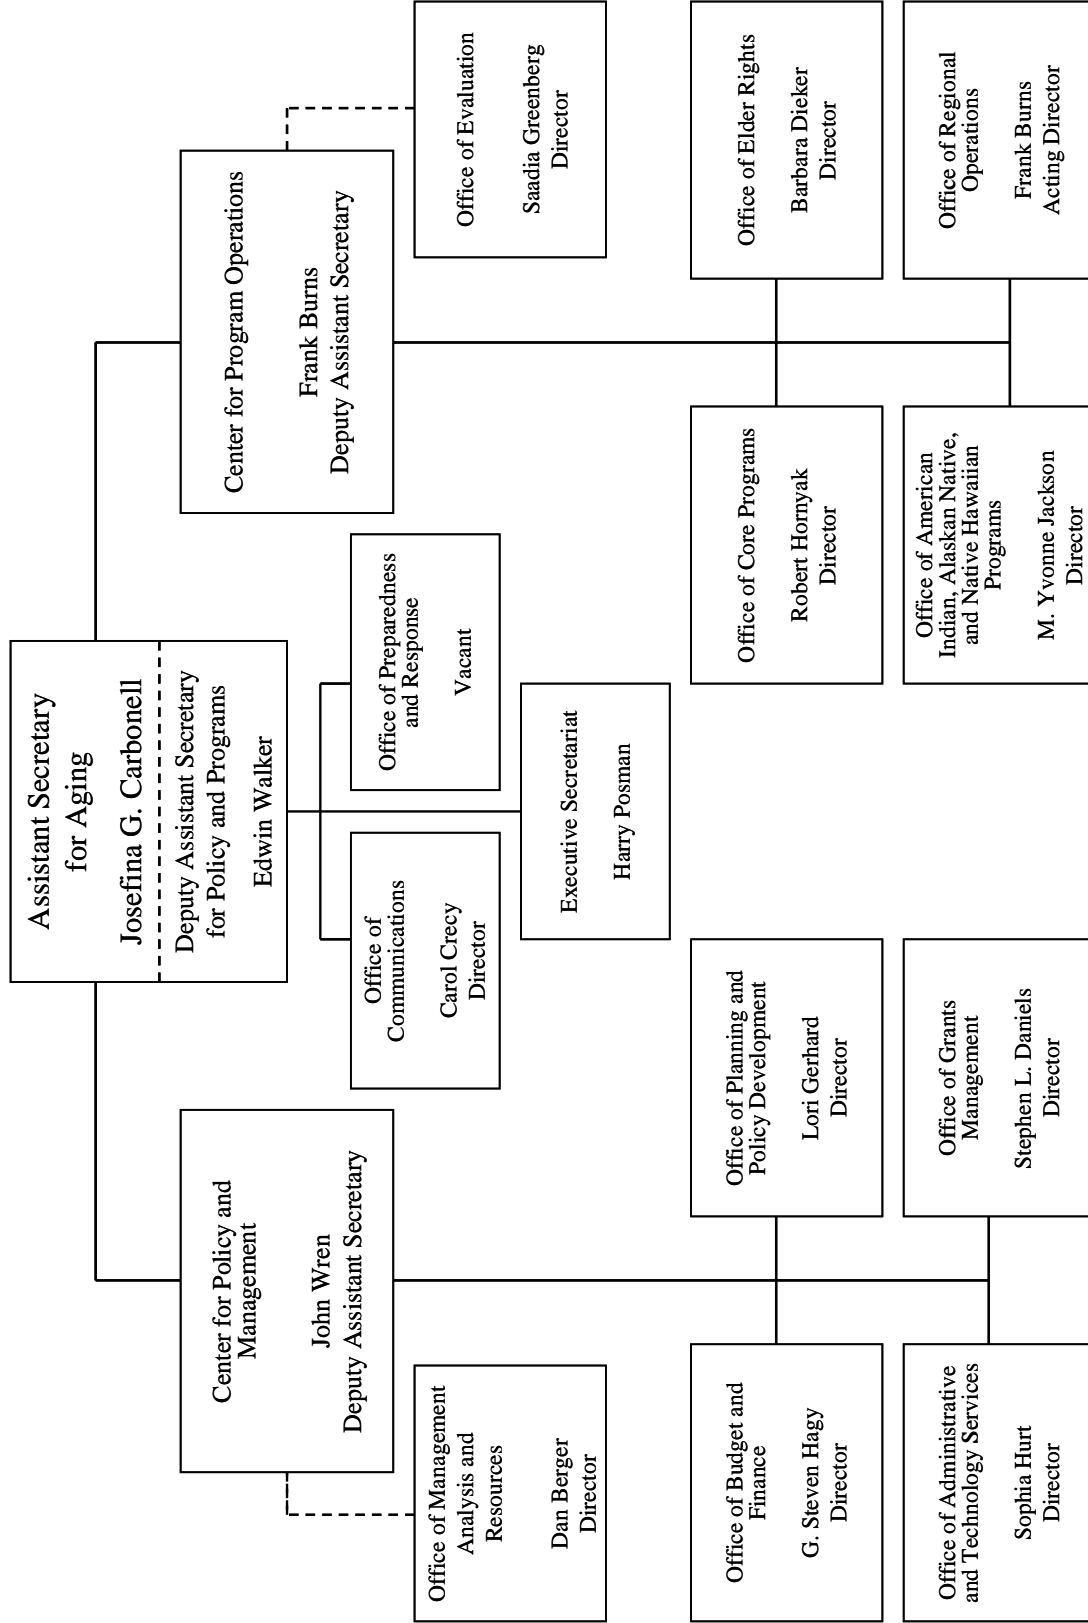 Assistant Secretary
for Aging
Josefina G. Carbonell
Deputy Assistant Secretary
for Policy and Programs
Edwin Walker
Center for Policy and
Management
John Wren
Deputy Assistant Secretary
Center for Program Operations
Frank Burns
Deputy Assistant Secretary
Office of
Communications
Carol Crecy
Director
Office of Preparedness
and Response
Vacant
Office of Management
Analysis and
Resources
Dan Berger
Director
Executive Secretariat
Harry Posman
Office of Evaluation
Saadia Greenberg
Director
Office of Budget and
Finance
G. Steven Hagy
Director
Office of Planning and
Policy Development
Lori Gerhard
Director
Office of Core Programs
Robert Hornyak
Director
Office of Elder Rights
Barbara Dieker
Director
Office of Administrative
and Technology Services
Sophia Hurt
Director
Office of Grants
Management
Stephen L. Daniels
Director
Office of American
Indian, Alaskan Native,
and Native Hawaiian
Programs
M. Yvonne Jackson
Director
Office of Regional
Operations
Frank Burns
Acting Director